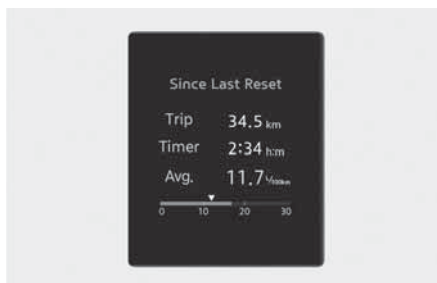 Since Last Reset
Trip 34.5 km
Timer 2:34 h:m
Avg. 11.7 L/100km
0 10 20 30